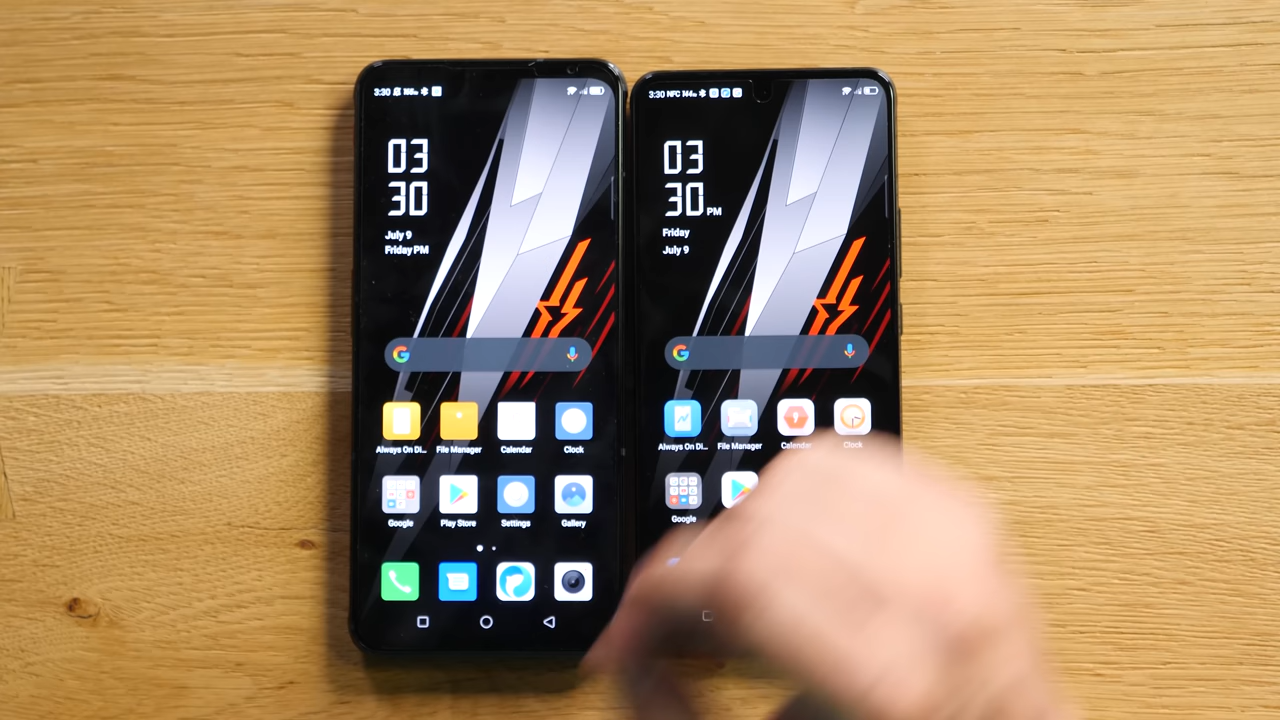 3:30
03
30
July 9
Friday PM
Always On Di...
File Manager
Calendar
Clock
Google
Play Store
Settings
Gallery
3:30 NFC
03
30 PM
Friday
July 9
Always On Di...
File Manager
Clock
Google